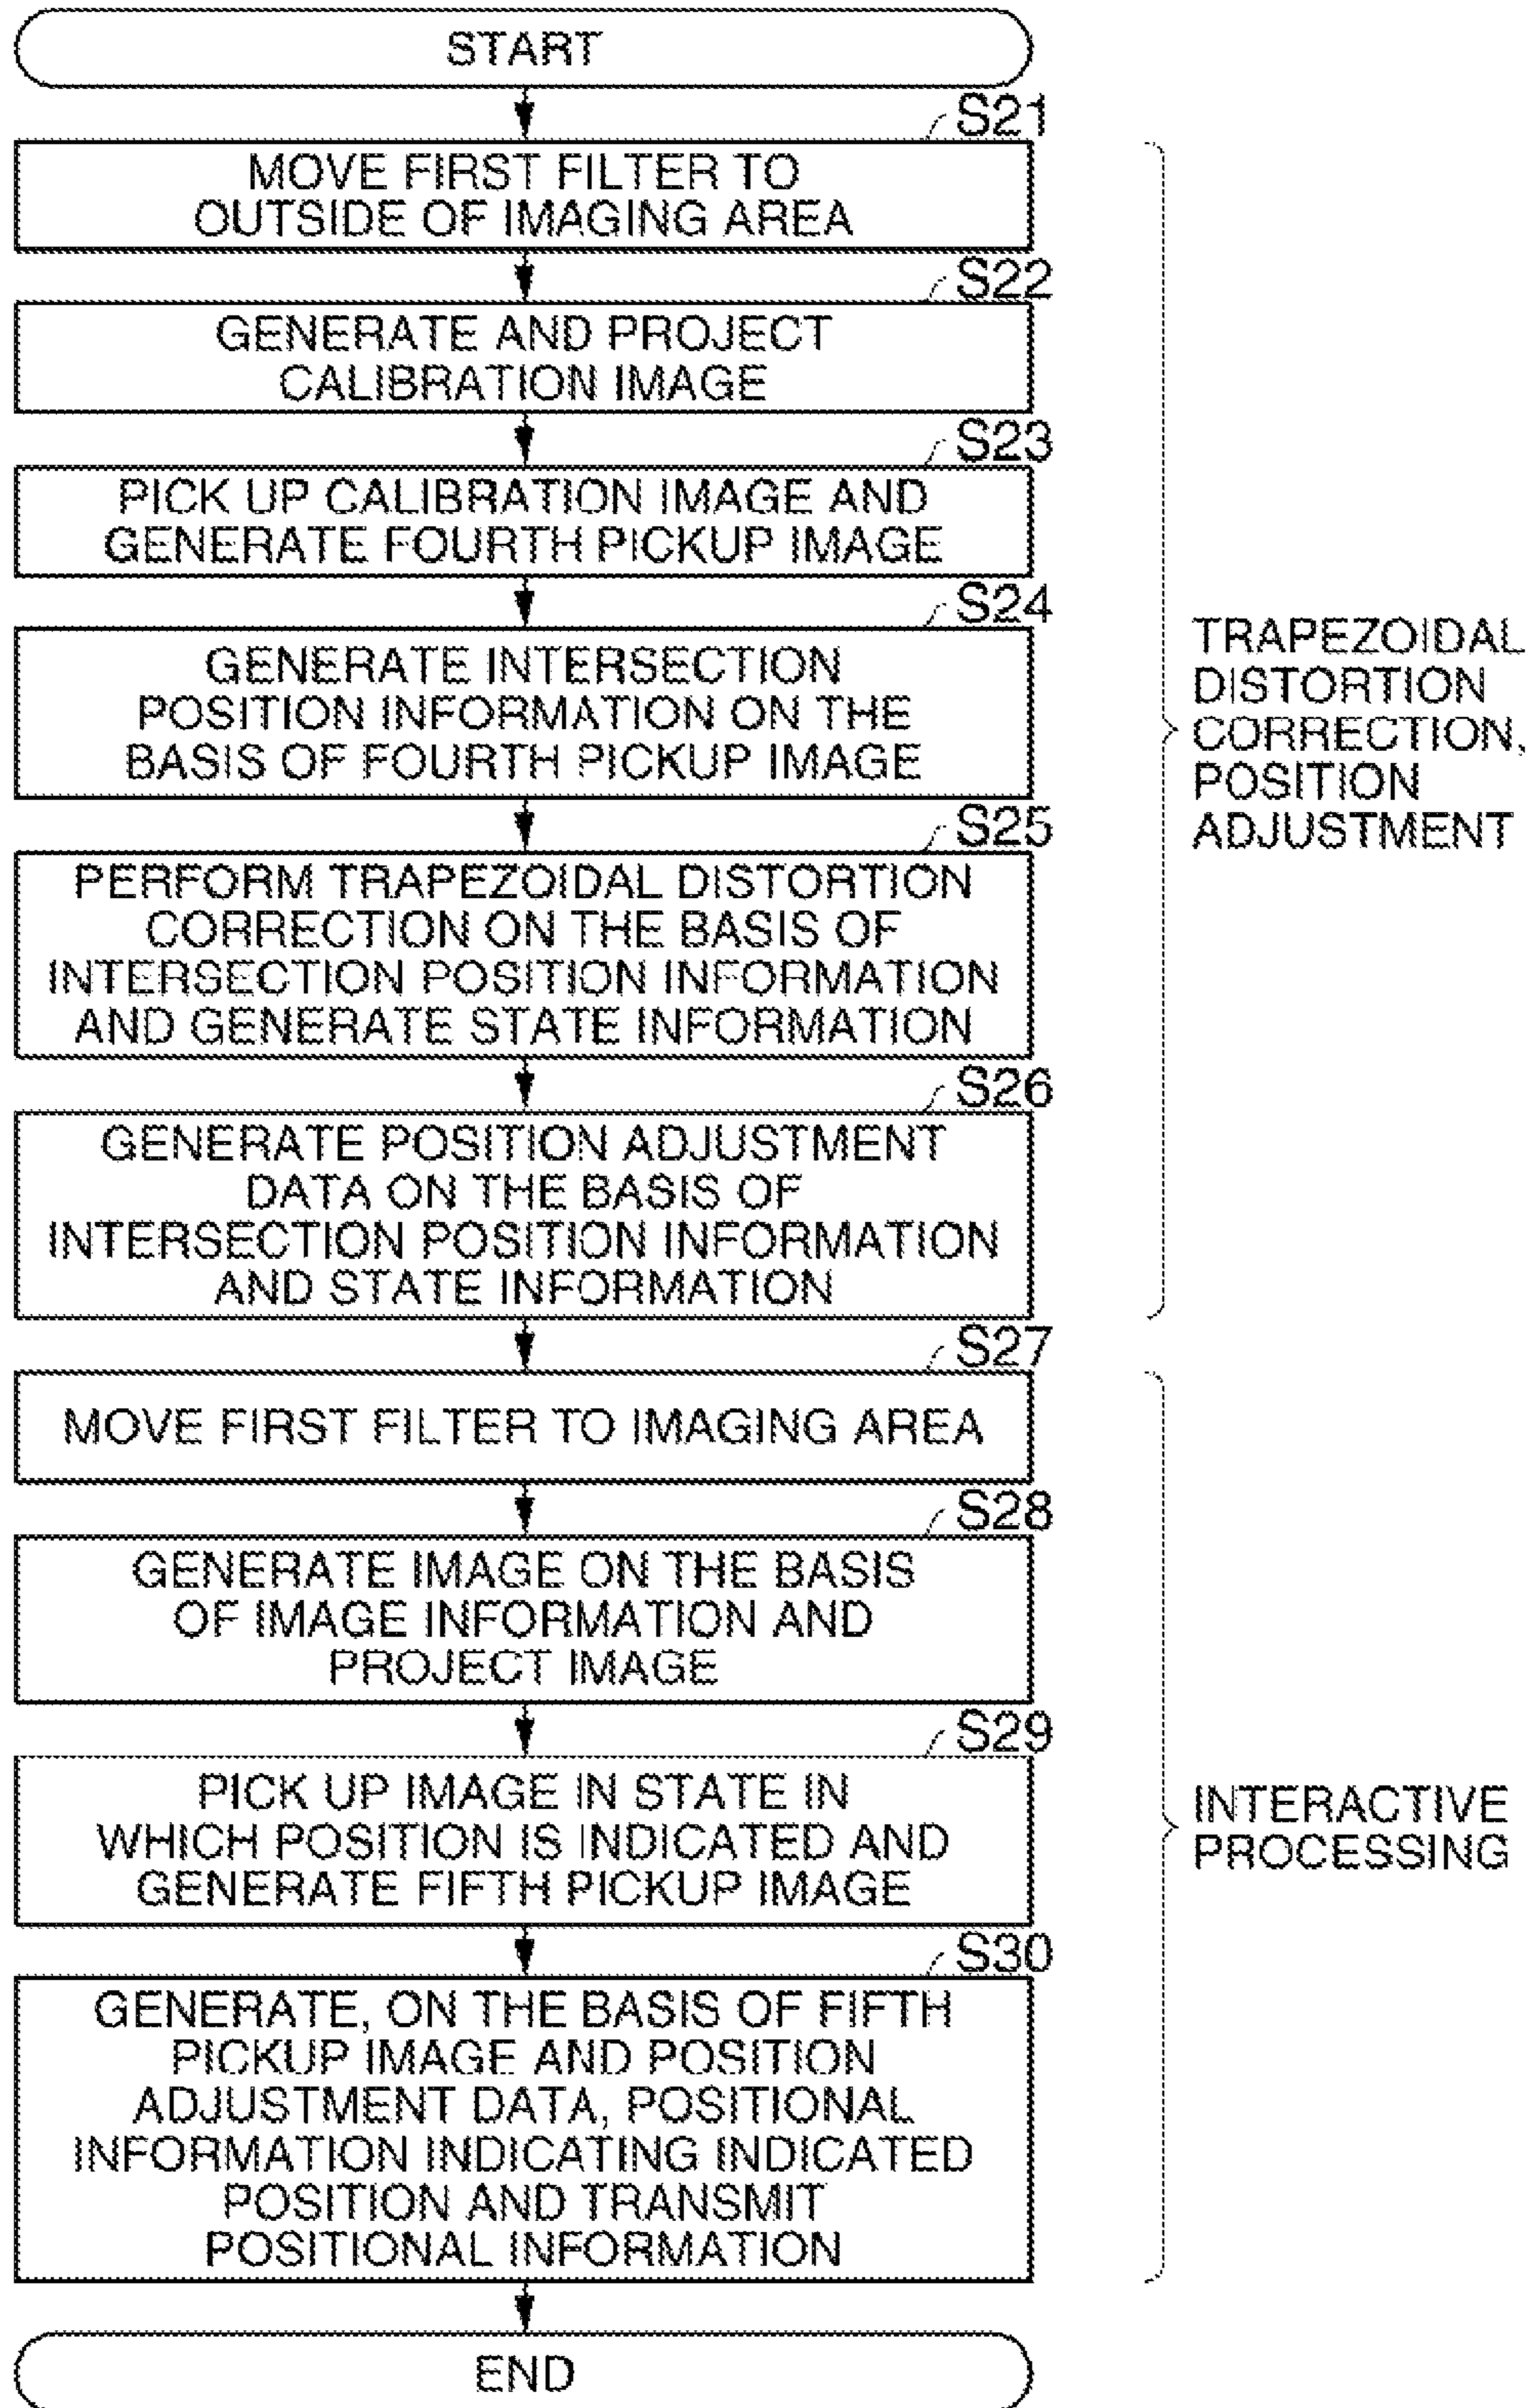 START
S21
MOVE FIRST FILTER TO
OUTSIDE OF IMAGING AREA
S22
GENERATE AND PROJECT
CALIBRATION IMAGE
S23
PICK UP CALIBRATION IMAGE AND
GENERATE FOURTH PICKUP IMAGE
S24
GENERATE INTERSECTION
POSITION INFORMATION ON THE
BASIS OF FOURTH PICKUP IMAGE
S25
PERFORM TRAPEZOIDAL DISTORTION
CORRECTION ON THE BASIS OF
INTERSECTION POSITION INFORMATION
AND GENERATE STATE INFORMATION
S26
GENERATE POSITION ADJUSTMENT
DATA ON THE BASIS OF
INTERSECTION POSITION INFORMATION
AND STATE INFORMATION
TRAPEZOIDAL
DISTORTION
CORRECTION,
POSITION
ADJUSTMENT
S27
MOVE FIRST FILTER TO IMAGING AREA
S28
GENERATE IMAGE ON THE BASIS
OF IMAGE INFORMATION AND
PROJECT IMAGE
S29
PICK UP IMAGE IN STATE IN
WHICH POSITION IS INDICATED AND
GENERATE FIFTH PICKUP IMAGE
S30
GENERATE, ON THE BASIS OF FIFTH
PICKUP IMAGE AND POSITION
ADJUSTMENT DATA, POSITIONAL
INFORMATION INDICATING INDICATED
POSITION AND TRANSMIT
POSITIONAL INFORMATION
INTERACTIVE
PROCESSING
END